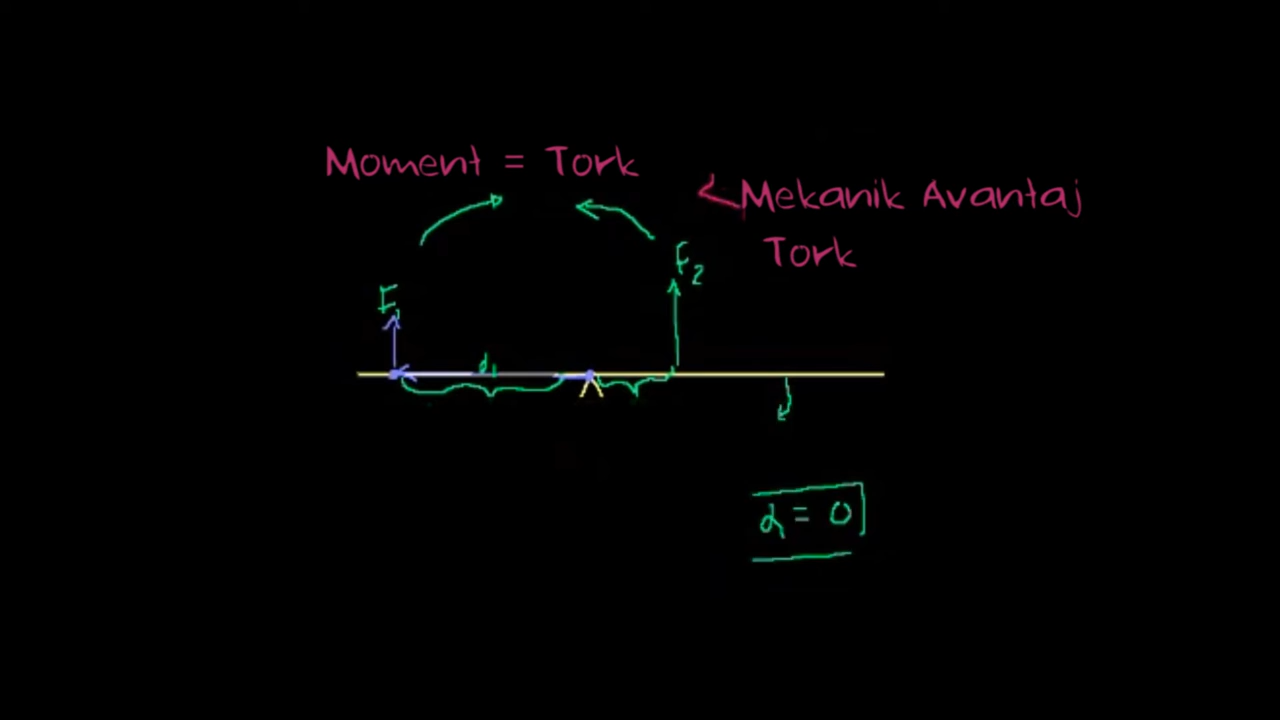 Moment = Tork
Mekanik Avantaj
Tork
F₂
F₁
d₁
α = 0